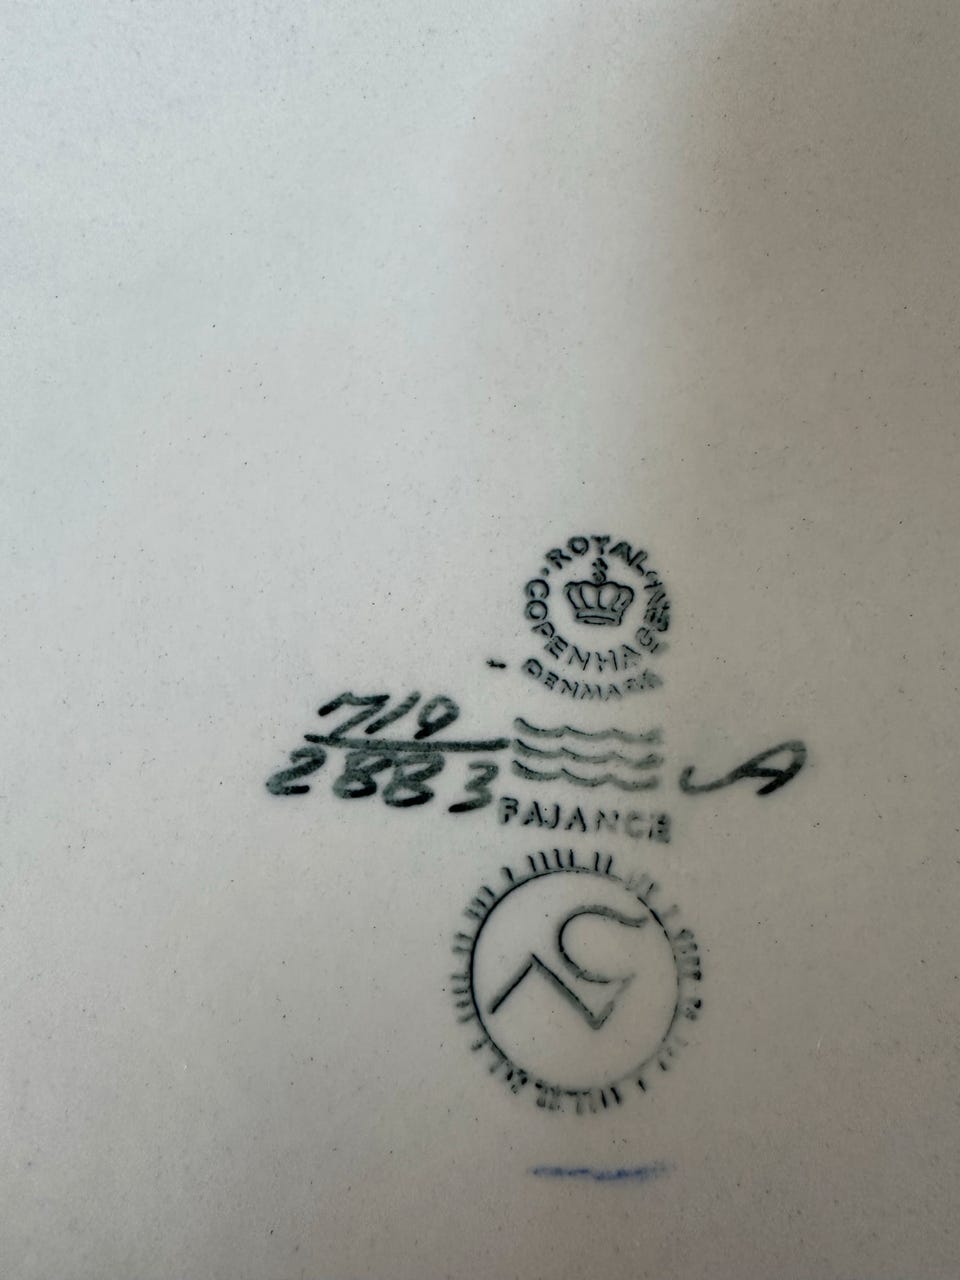 ROYAL
COPENHAGEN
DENMARK
719
2883
A
FAJANCE